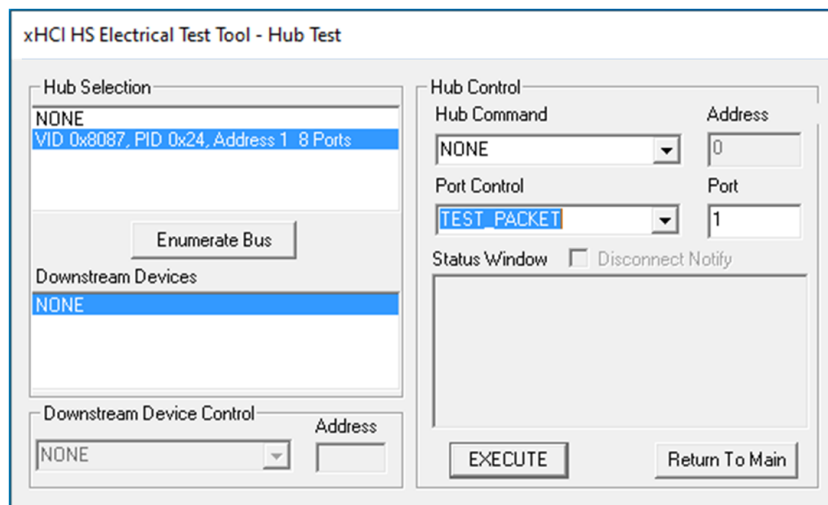 xHCI HS Electrical Test Tool - Hub Test
Hub Selection
NONE
VID 0x8087, PID 0x24, Address 1  8 Ports
Enumerate Bus
Downstream Devices
NONE
Downstream Device Control
Address
NONE
Hub Control
Hub Command
Address
NONE
0
Port Control
Port
TEST_PACKET
1
Status Window
Disconnect Notify
EXECUTE
Return To Main